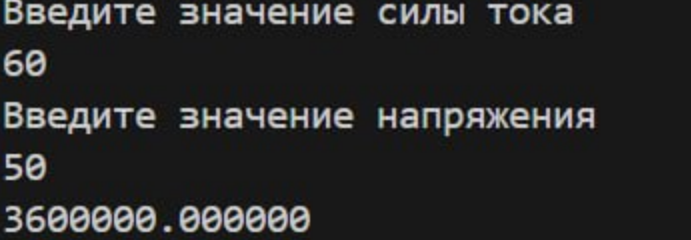 Введите значение силы тока
60
Введите значение напряжения
50
3600000.000000